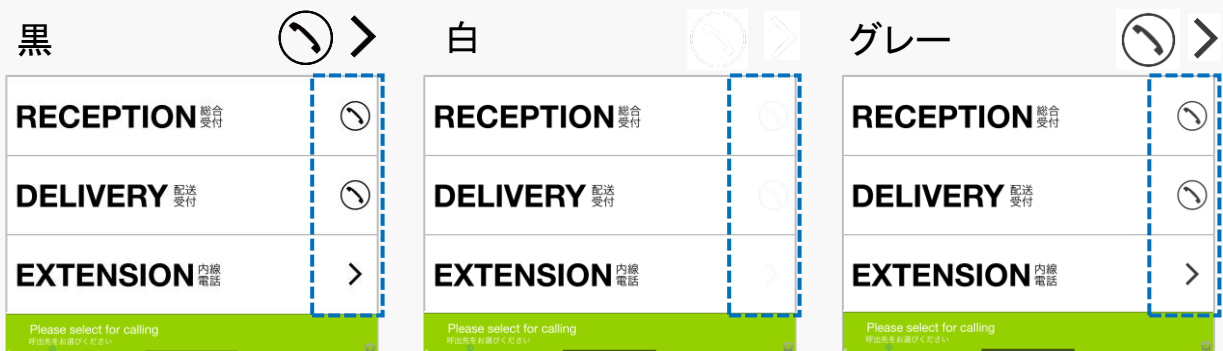 黒
RECEPTION 総合受付
DELIVERY 配送受付
EXTENSION 内線電話
Please select for calling
呼出先をお選びください
白
RECEPTION 総合受付
DELIVERY 配送受付
EXTENSION 内線電話
Please select for calling
呼出先をお選びください
グレー
RECEPTION 総合受付
DELIVERY 配送受付
EXTENSION 内線電話
Please select for calling
呼出先をお選びください